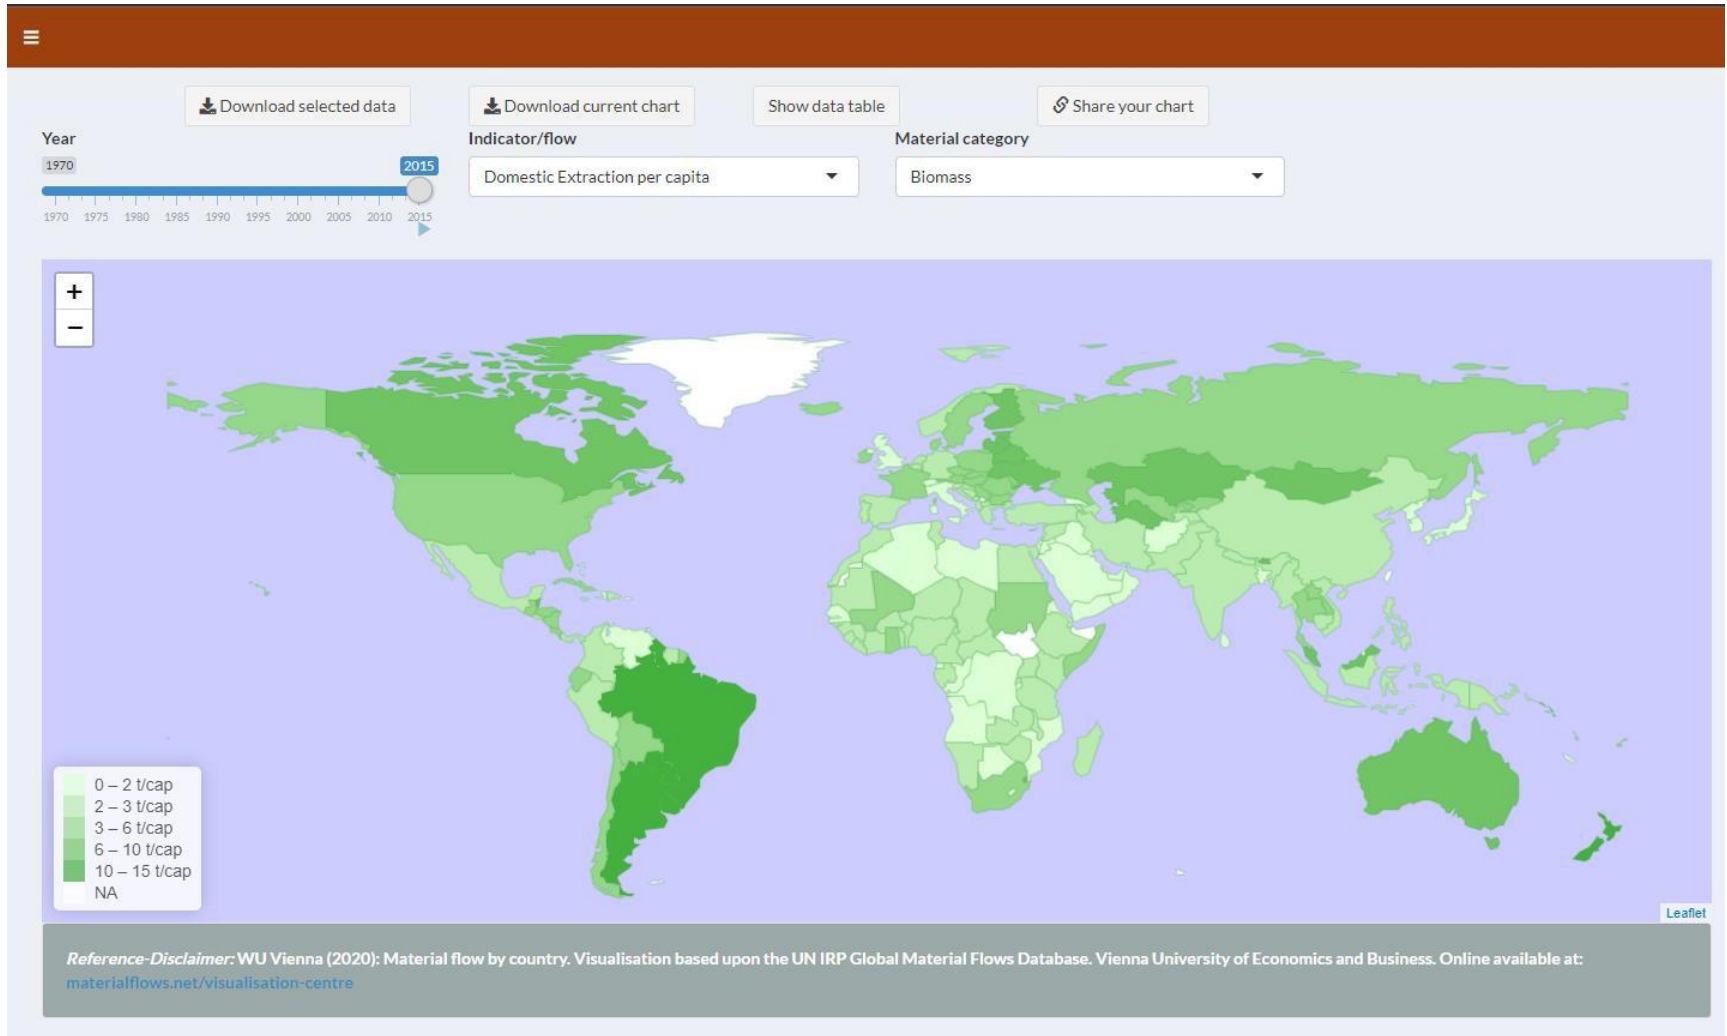 Download selected data
Download current chart
Show data table
Share your chart
Year
Indicator/flow
Material category
1970
2015
Domestic Extraction per capita
Biomass
1970 1975 1980 1985 1990 1995 2000 2005 2010 2015
+
−
0 – 2 t/cap
2 – 3 t/cap
3 – 6 t/cap
6 – 10 t/cap
10 – 15 t/cap
NA
Leaflet
Reference-Disclaimer: WU Vienna (2020): Material flow by country. Visualisation based upon the UN IRP Global Material Flows Database. Vienna University of Economics and Business. Online available at:
materialflows.net/visualisation-centre